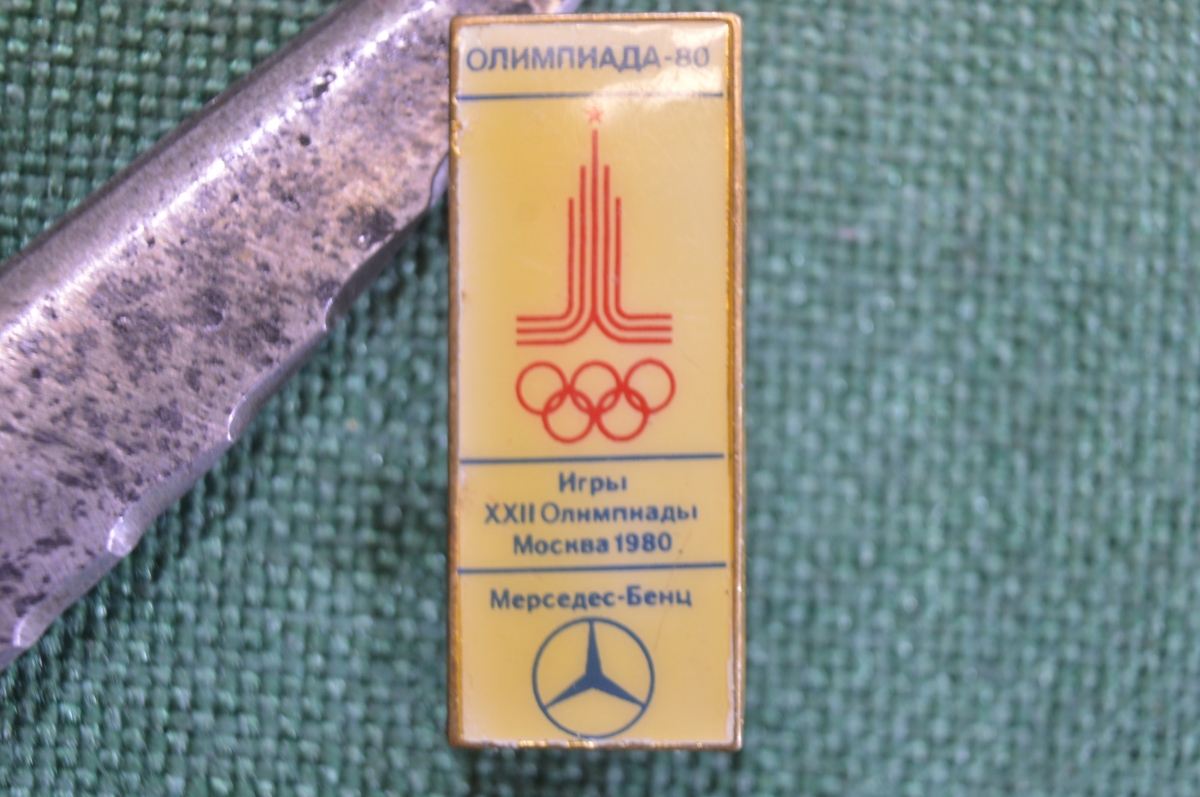 ОЛИМПИАДА-80
Игры
XXII Олимпиады
Москва 1980
Мерседес-Бенц